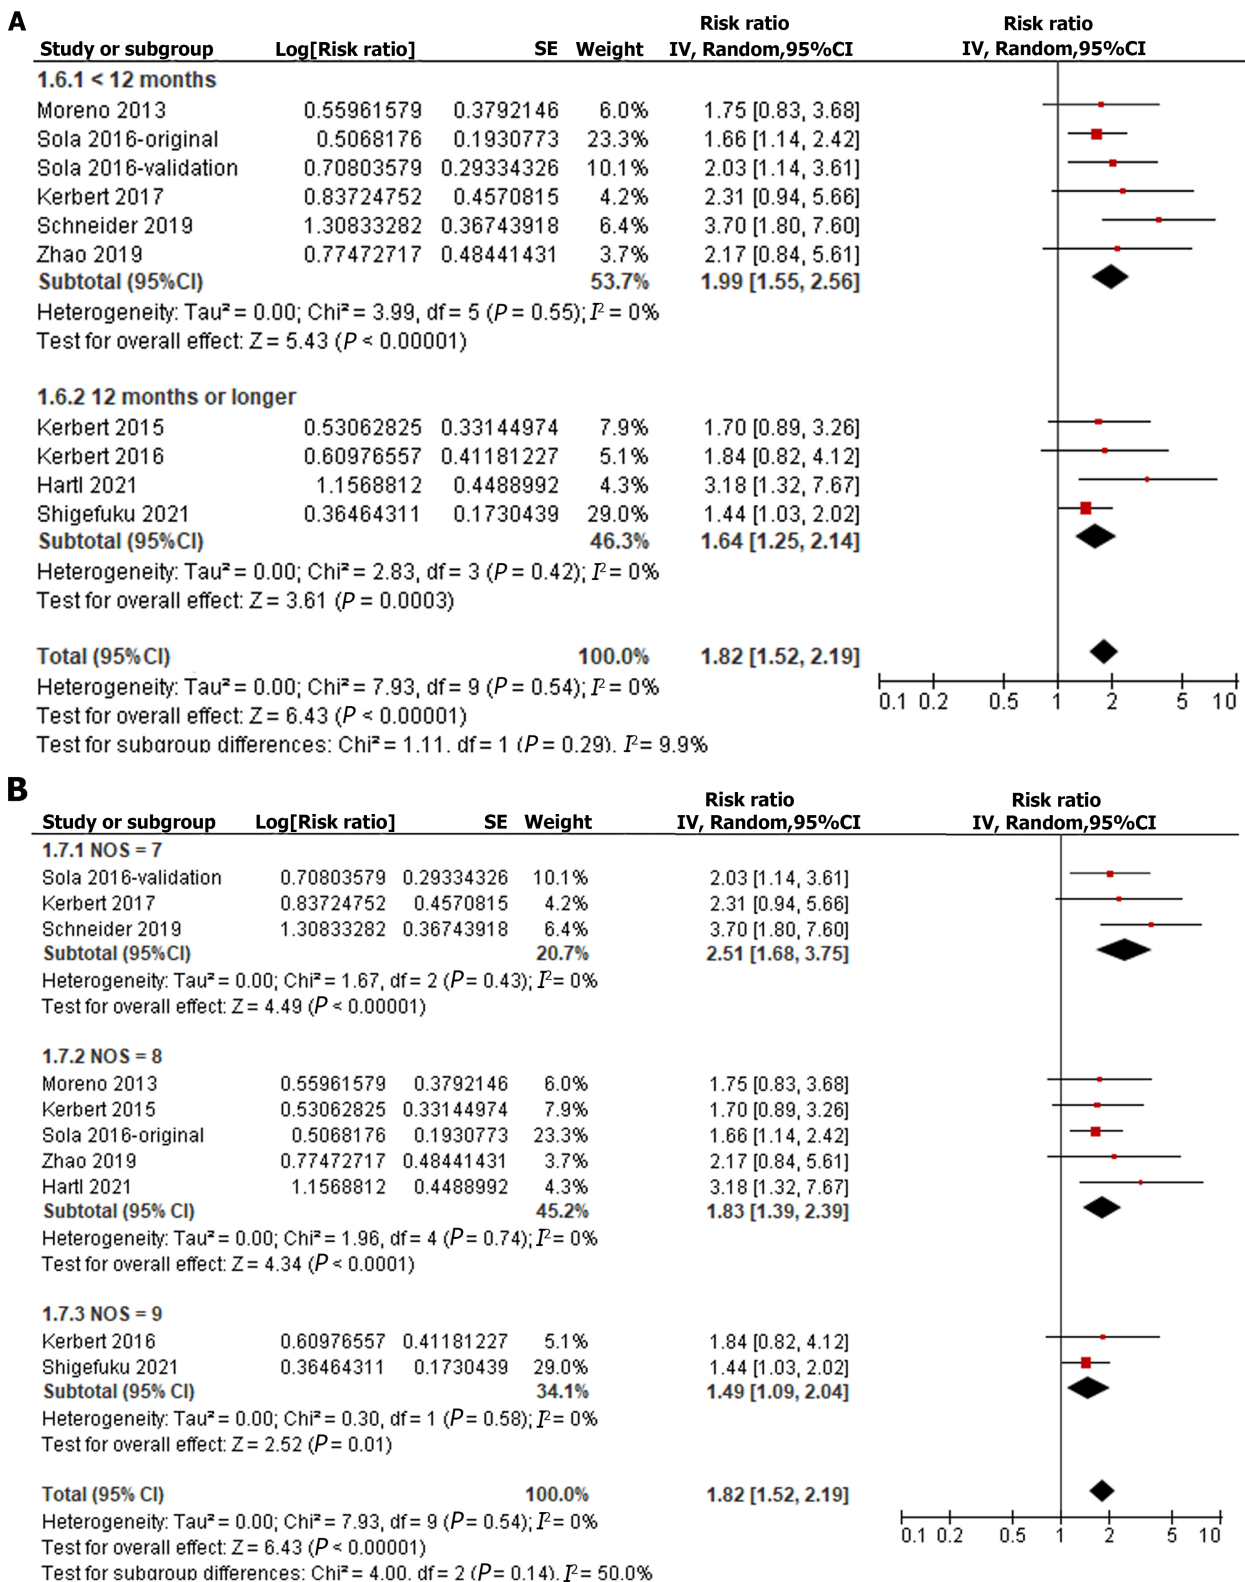 A
Risk ratio Risk ratio
Study or subgroup Log[Risk ratio] SE Weight IV, Random,95%CI IV, Random,95%CI
1.6.1 < 12 months
Moreno 2013 0.55961579 0.3792146 6.0% 1.75 [0.83, 3.68]
Sola 2016-original 0.5068176 0.1930773 23.3% 1.66 [1.14, 2.42]
Sola 2016-validation 0.70803579 0.29334326 10.1% 2.03 [1.14, 3.61]
Kerbert 2017 0.83724752 0.4570815 4.2% 2.31 [0.94, 5.66]
Schneider 2019 1.30833282 0.36743918 6.4% 3.70 [1.80, 7.60]
Zhao 2019 0.77472717 0.48441431 3.7% 2.17 [0.84, 5.61]
Subtotal (95%CI) 53.7% 1.99 [1.55, 2.56]
Heterogeneity: Tau² = 0.00; Chi² = 3.99, df = 5 (P = 0.55); I² = 0%
Test for overall effect: Z = 5.43 (P < 0.00001)
1.6.2 12 months or longer
Kerbert 2015 0.53062825 0.33144974 7.9% 1.70 [0.89, 3.26]
Kerbert 2016 0.60976557 0.41181227 5.1% 1.84 [0.82, 4.12]
Hartl 2021 1.1568812 0.4488992 4.3% 3.18 [1.32, 7.67]
Shigefuku 2021 0.36464311 0.1730439 29.0% 1.44 [1.03, 2.02]
Subtotal (95%CI) 46.3% 1.64 [1.25, 2.14]
Heterogeneity: Tau² = 0.00; Chi² = 2.83, df = 3 (P = 0.42); I² = 0%
Test for overall effect: Z = 3.61 (P = 0.0003)
Total (95%CI) 100.0% 1.82 [1.52, 2.19]
Heterogeneity: Tau² = 0.00; Chi² = 7.93, df = 9 (P = 0.54); I² = 0%
0.1 0.2 0.5 1 2 5 10
Test for overall effect: Z = 6.43 (P < 0.00001)
Test for subgroup differences: Chi² = 1.11, df = 1 (P = 0.29), I² = 9.9%
B
Risk ratio Risk ratio
Study or subgroup Log[Risk ratio] SE Weight IV, Random,95%CI IV, Random,95%CI
1.7.1 NOS = 7
Sola 2016-validation 0.70803579 0.29334326 10.1% 2.03 [1.14, 3.61]
Kerbert 2017 0.83724752 0.4570815 4.2% 2.31 [0.94, 5.66]
Schneider 2019 1.30833282 0.36743918 6.4% 3.70 [1.80, 7.60]
Subtotal (95%CI) 20.7% 2.51 [1.68, 3.75]
Heterogeneity: Tau² = 0.00; Chi² = 1.67, df = 2 (P = 0.43); I² = 0%
Test for overall effect: Z = 4.49 (P < 0.00001)
1.7.2 NOS = 8
Moreno 2013 0.55961579 0.3792146 6.0% 1.75 [0.83, 3.68]
Kerbert 2015 0.53062825 0.33144974 7.9% 1.70 [0.89, 3.26]
Sola 2016-original 0.5068176 0.1930773 23.3% 1.66 [1.14, 2.42]
Zhao 2019 0.77472717 0.48441431 3.7% 2.17 [0.84, 5.61]
Hartl 2021 1.1568812 0.4488992 4.3% 3.18 [1.32, 7.67]
Subtotal (95% CI) 45.2% 1.83 [1.39, 2.39]
Heterogeneity: Tau² = 0.00; Chi² = 1.96, df = 4 (P = 0.74); I² = 0%
Test for overall effect: Z = 4.34 (P < 0.0001)
1.7.3 NOS = 9
Kerbert 2016 0.60976557 0.41181227 5.1% 1.84 [0.82, 4.12]
Shigefuku 2021 0.36464311 0.1730439 29.0% 1.44 [1.03, 2.02]
Subtotal (95% CI) 34.1% 1.49 [1.09, 2.04]
Heterogeneity: Tau² = 0.00; Chi² = 0.30, df = 1 (P = 0.58); I² = 0%
Test for overall effect: Z = 2.52 (P = 0.01)
Total (95% CI) 100.0% 1.82 [1.52, 2.19]
Heterogeneity: Tau² = 0.00; Chi² = 7.93, df = 9 (P = 0.54); I² = 0%
0.1 0.2 0.5 1 2 5 10
Test for overall effect: Z = 6.43 (P < 0.00001)
Test for subgroup differences: Chi² = 4.00, df = 2 (P = 0.14), I² = 50.0%